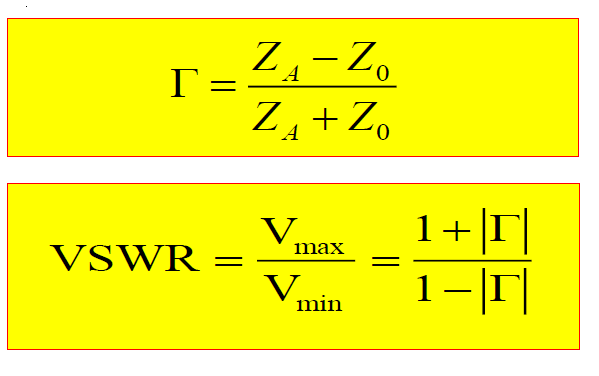 Γ = (Z_A − Z_0) / (Z_A + Z_0)
VSWR = V_max / V_min = (1 + |Γ|) / (1 − |Γ|)